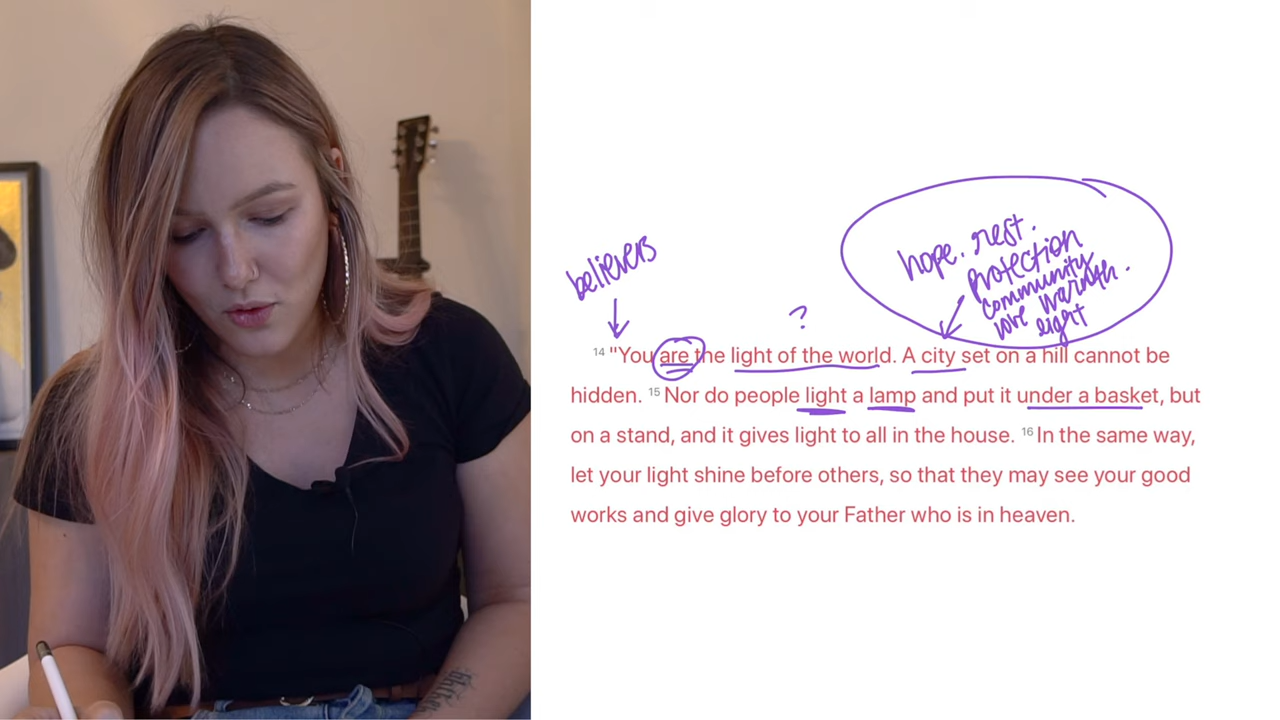 believers
hope. rest.
protection
community
love warmth.
light
?
14 "You are the light of the world. A city set on a hill cannot be
hidden. 15 Nor do people light a lamp and put it under a basket, but
on a stand, and it gives light to all in the house. 16 In the same way,
let your light shine before others, so that they may see your good
works and give glory to your Father who is in heaven.